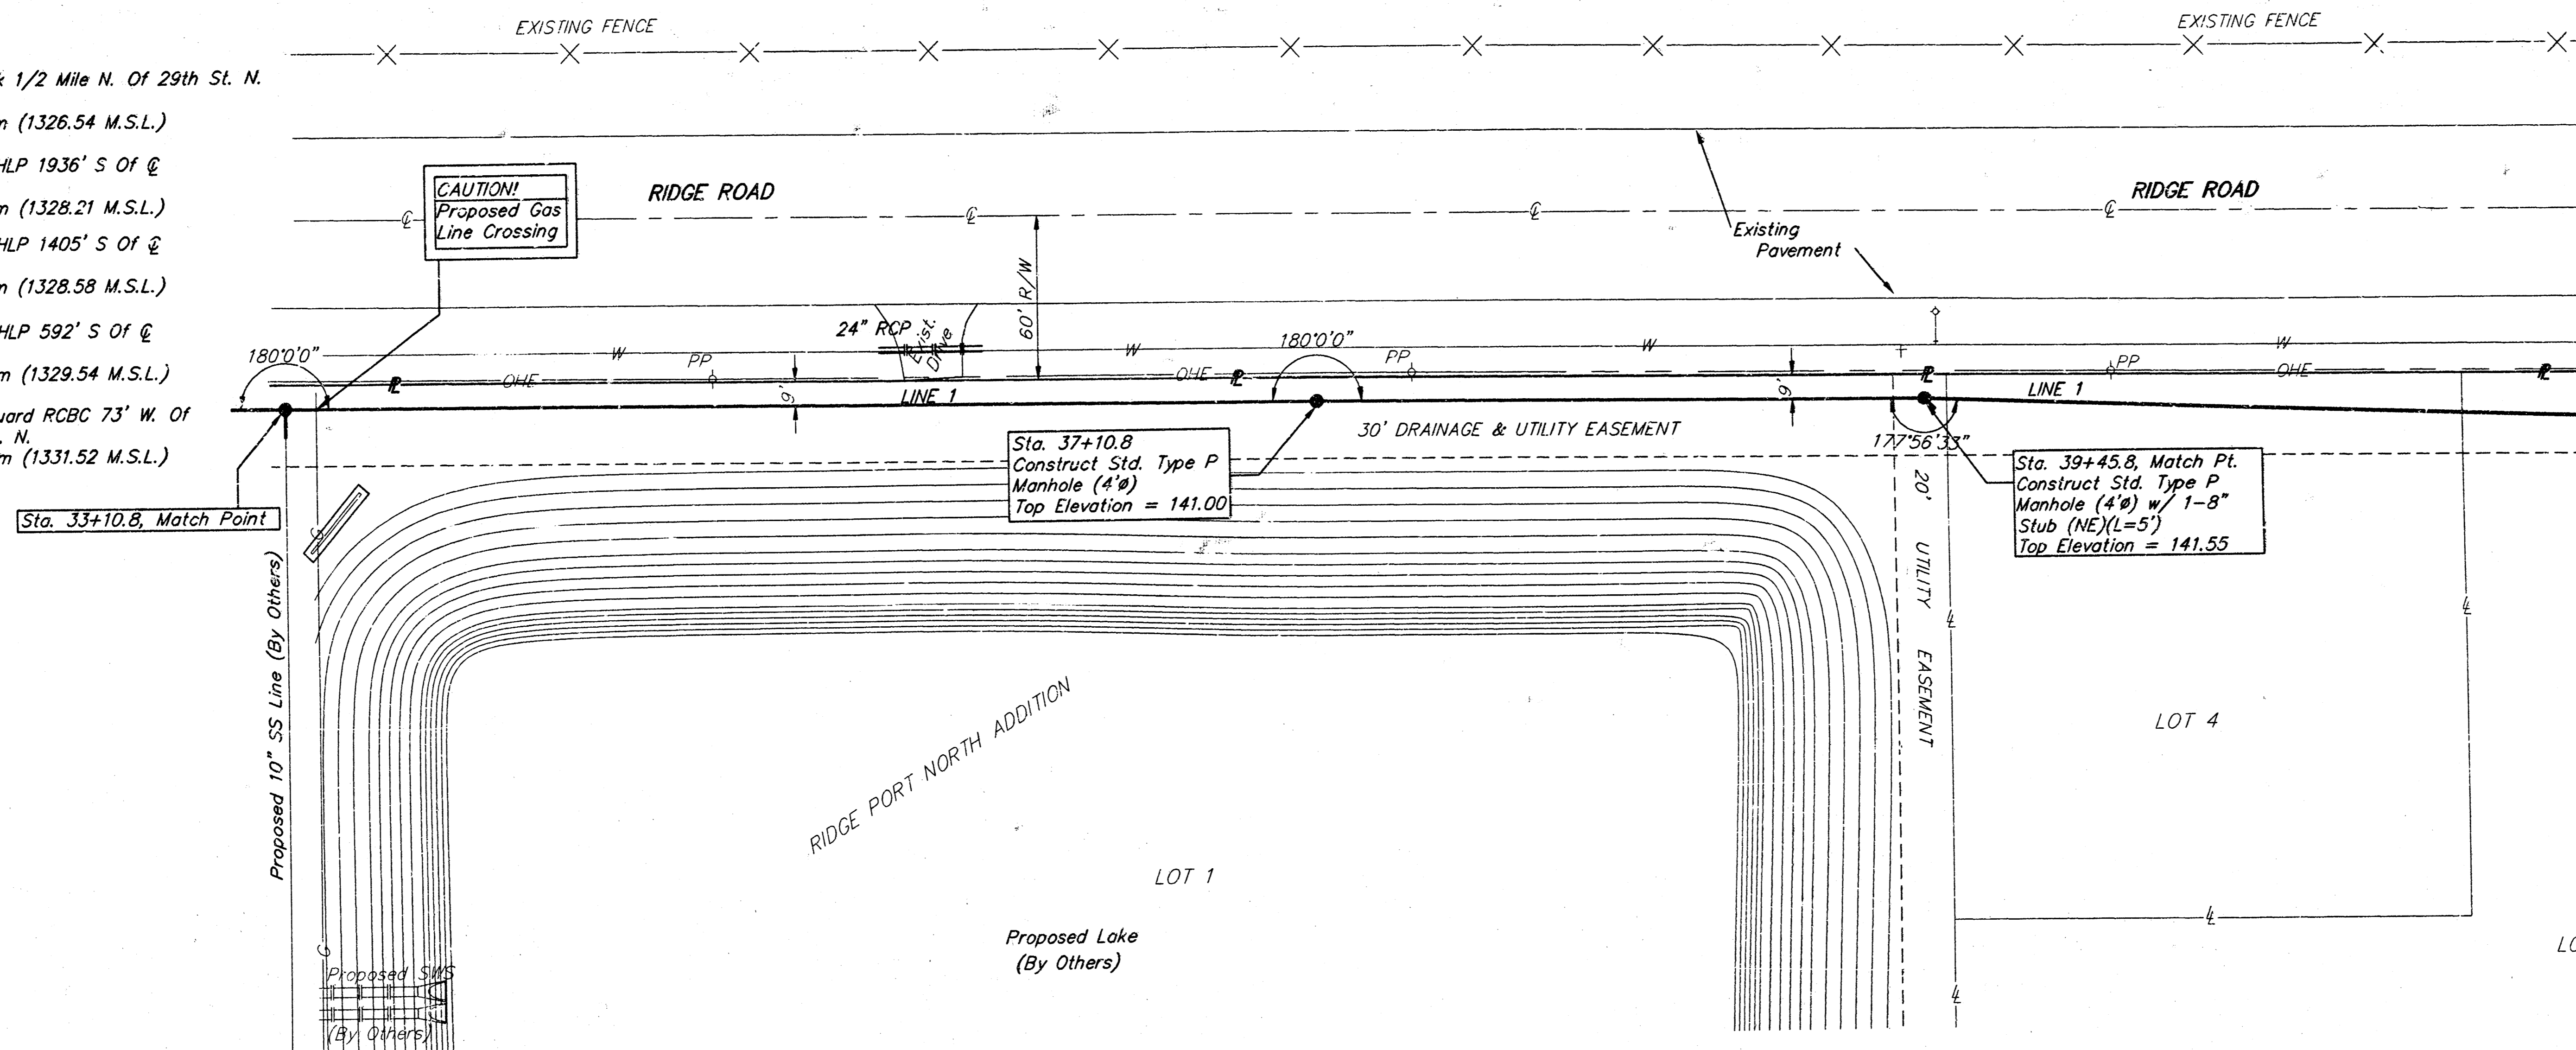 EXISTING FENCE
EXISTING FENCE
1/2 Mile N. Of 29th St. N.
(1326.54 M.S.L.)
HLP 1936' S Of ℄
(1328.21 M.S.L.)
HLP 1405' S Of ℄
(1328.58 M.S.L.)
HLP 592' S Of ℄
(1329.54 M.S.L.)
RCBC 73' W. Of
N.
(1331.52 M.S.L.)
CAUTION!
Proposed Gas
Line Crossing
RIDGE ROAD
RIDGE ROAD
℄
℄
℄
℄
Existing
Pavement
60' R/W
24" RCP
Exist.
Drive
180°0'0"
180°0'0"
W
W
W
W
PP
PP
PP
OHE
OHE
OHE
℄
℄
℄
℄
9'
9'
LINE 1
LINE 1
30' DRAINAGE & UTILITY EASEMENT
177°56'33"
Sta. 37+10.8
Construct Std. Type P
Manhole (4'ø)
Top Elevation = 141.00
Sta. 39+45.8, Match Pt.
Construct Std. Type P
Manhole (4'ø) w/ 1-8"
Stub (NE)(L=5')
Top Elevation = 141.55
Sta. 33+10.8, Match Point
Proposed 10" SS Line (By Others)
G
G
20' UTILITY EASEMENT
RIDGE PORT NORTH ADDITION
LOT 4
LOT 1
Proposed Lake
(By Others)
Proposed SWS
(By Others)